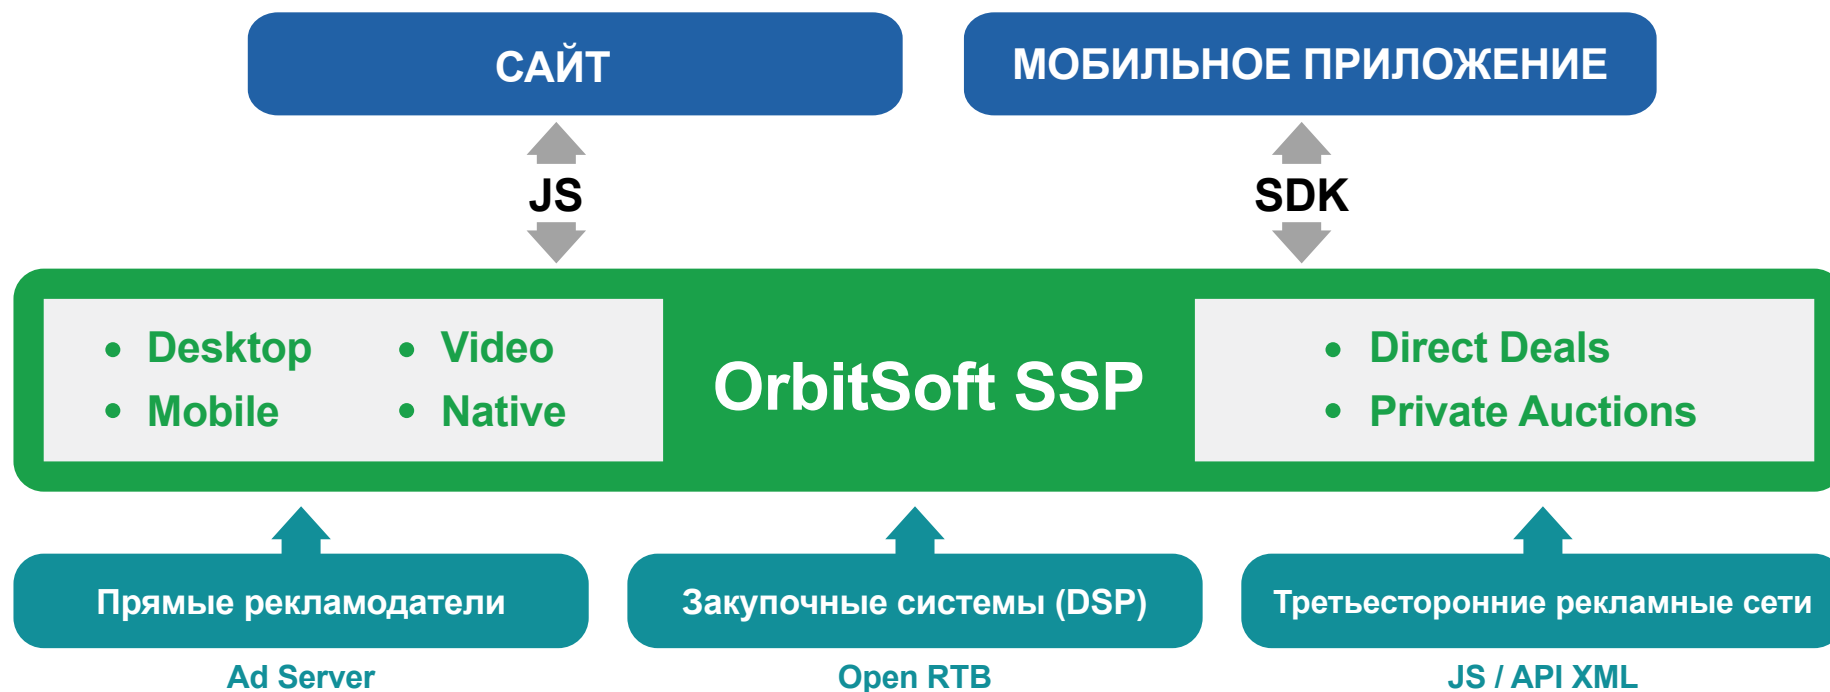 САЙТ
МОБИЛЬНОЕ ПРИЛОЖЕНИЕ
JS
SDK
• Desktop
• Video
• Mobile
• Native
OrbitSoft SSP
• Direct Deals
• Private Auctions
Прямые рекламодатели
Закупочные системы (DSP)
Третьесторонние рекламные сети
Ad Server
Open RTB
JS / API XML